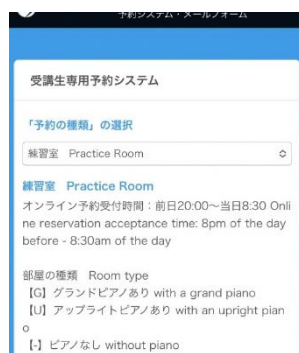 予約システム・メールフォーム
受講生専用予約システム
「予約の種類」の選択
練習室　Practice Room
練習室　Practice Room
オンライン予約受付時間：前日20:00〜当日8:30 Onli
ne reservation acceptance time: 8pm of the day
before - 8:30am of the day
部屋の種類　Room type
【G】グランドピアノあり with a grand piano
【U】アップライトピアノあり with an upright pian
o
【-】ピアノなし without piano